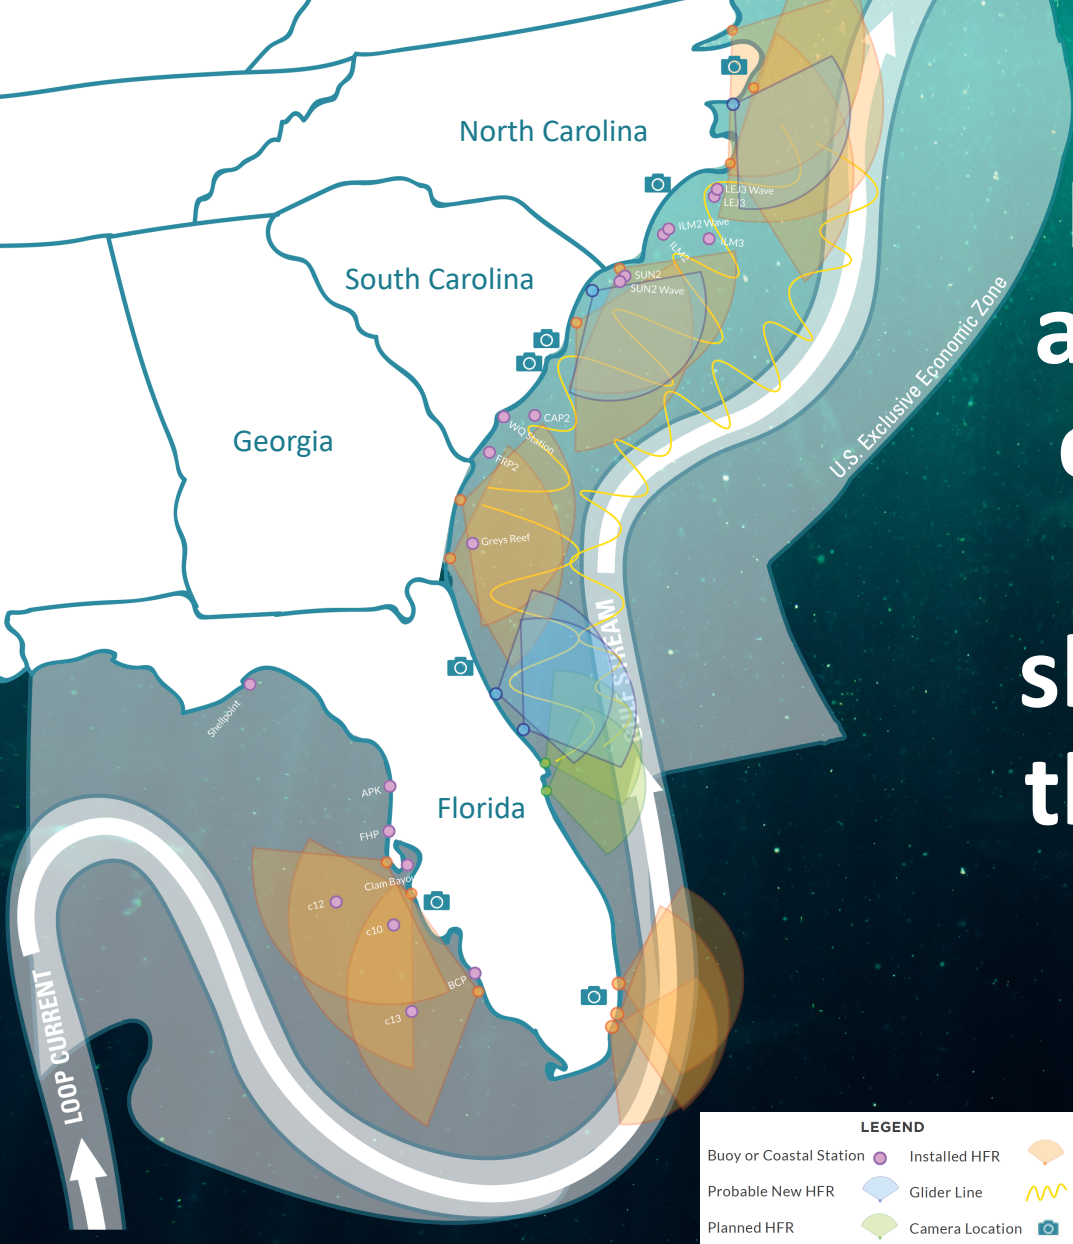 North Carolina
LEJ3 Wave
LEJ3
ILM2 Wave
ILM2
ILM3
South Carolina
SUN2
SUN2 Wave
U.S. Exclusive Economic Zone
a
CAP2
WQ Station
Georgia
FRP2
Greys Reef
GULF STREAM
sl
Shellpoint
APK
Florida
th
FHP
Clam Bayou
c12
c10
BCP
c13
LOOP CURRENT
LEGEND
Buoy or Coastal Station
Installed HFR
Probable New HFR
Glider Line
Planned HFR
Camera Location